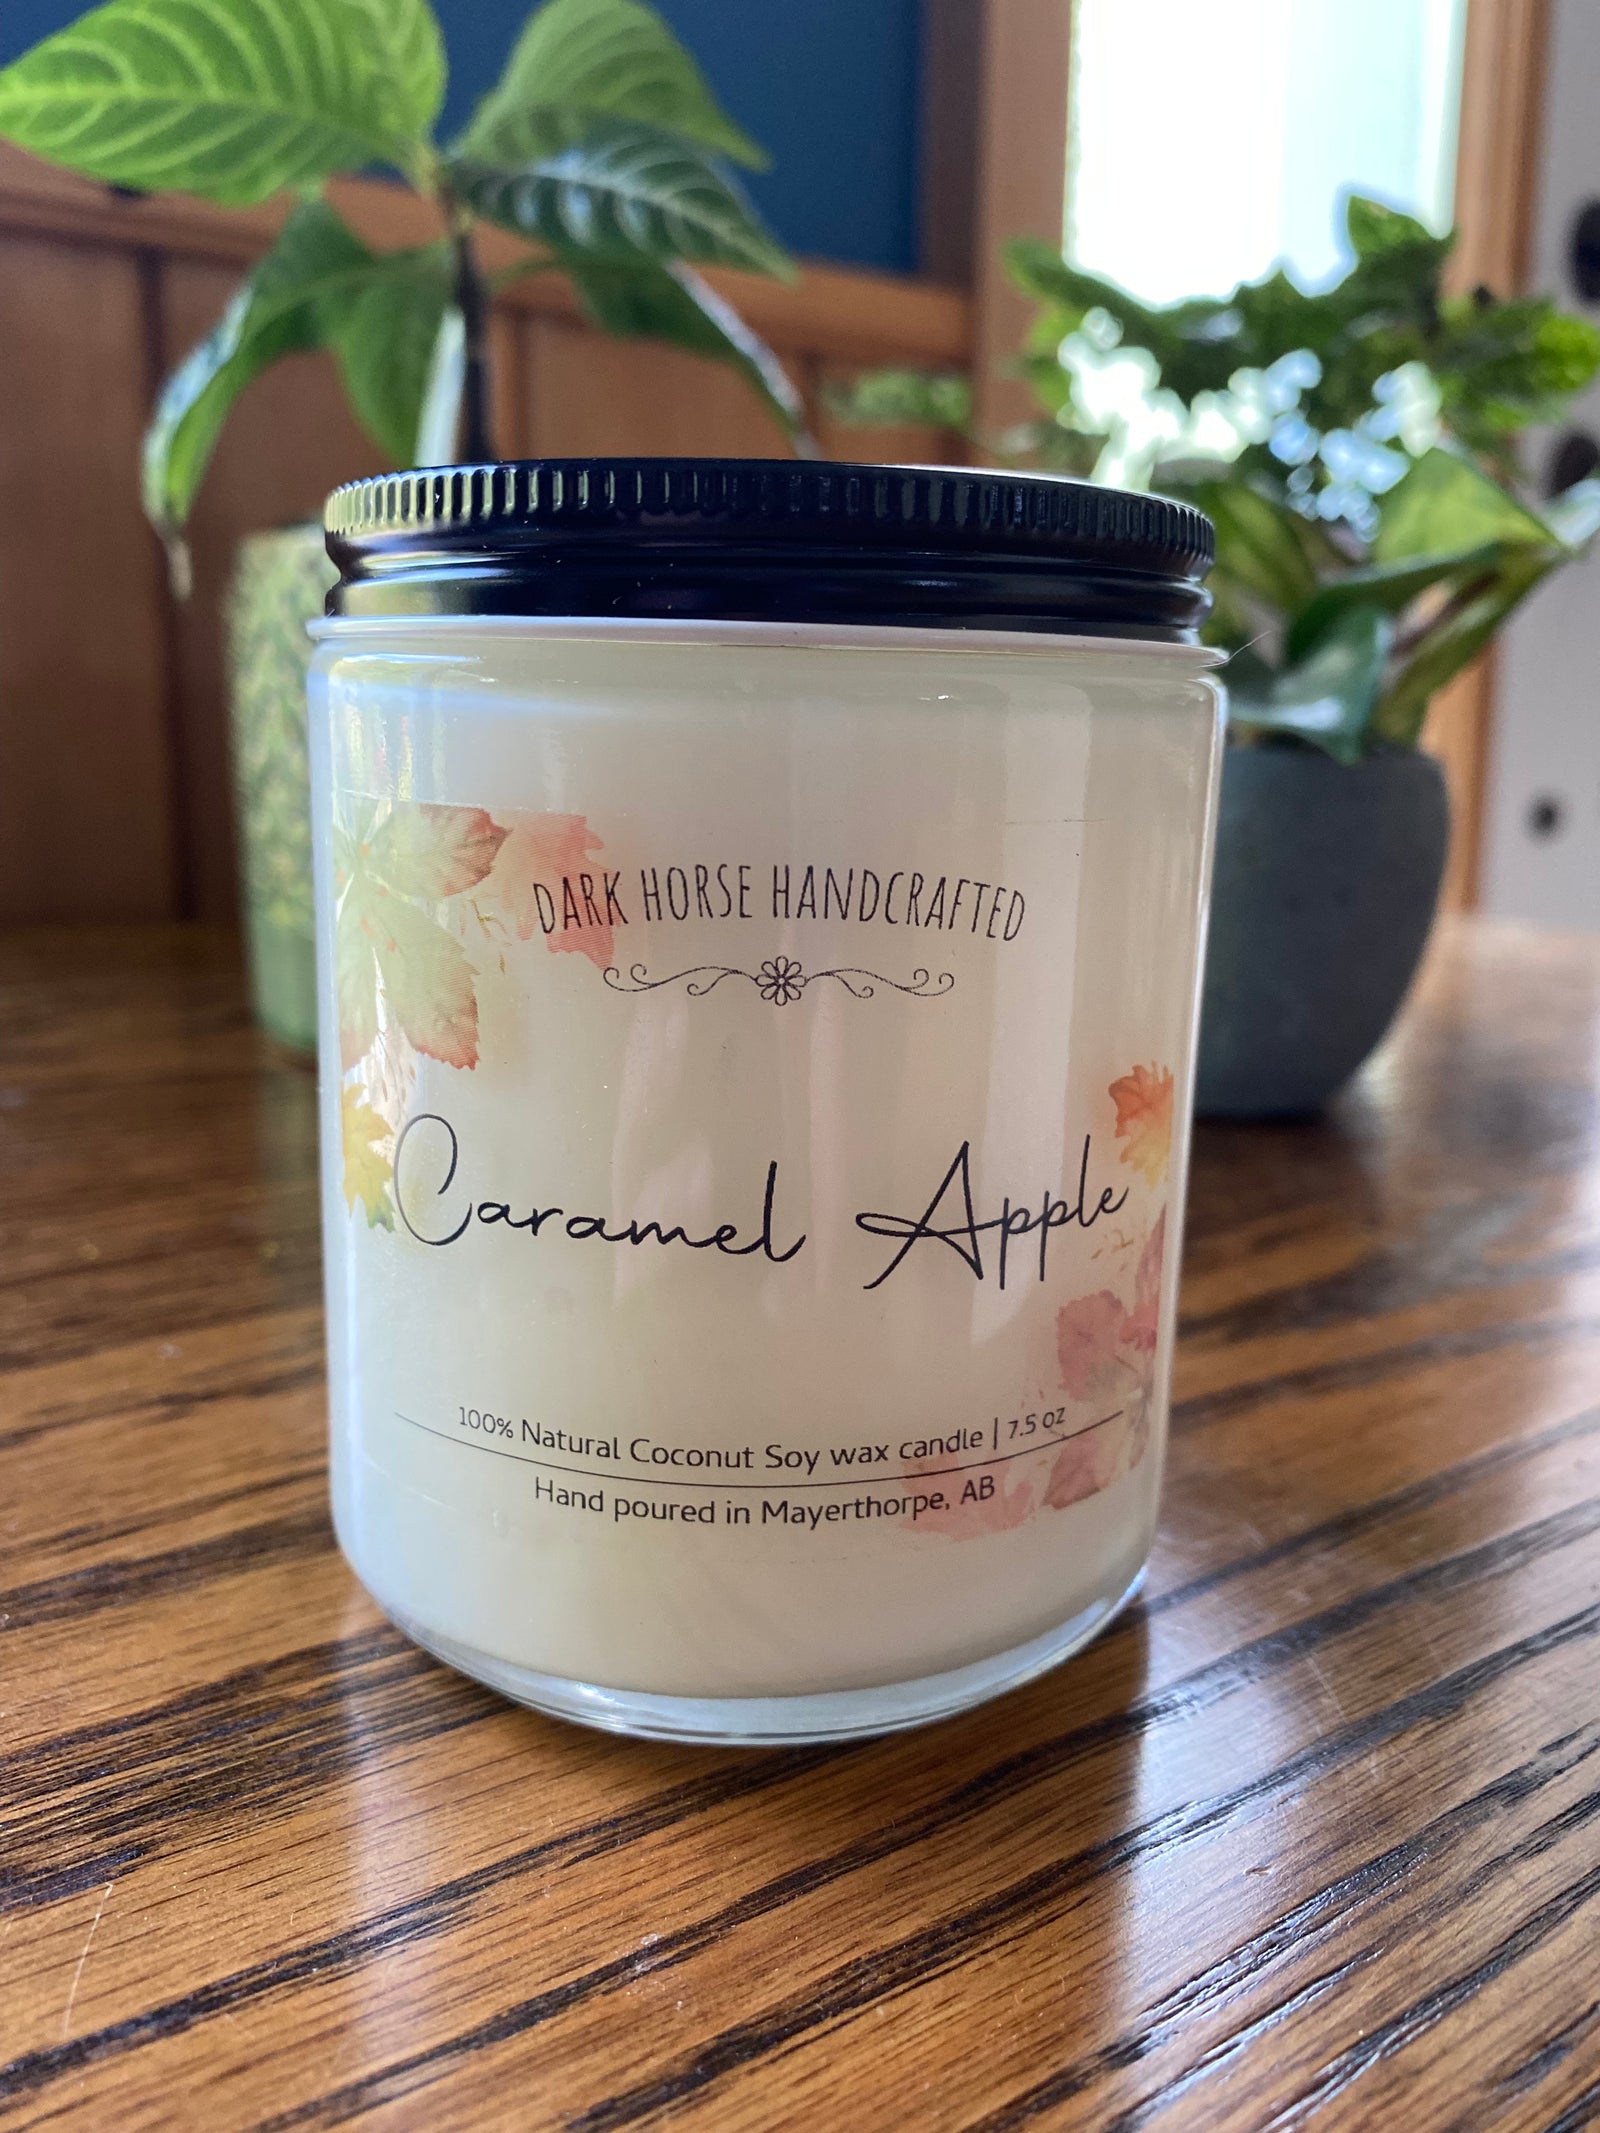 DARK HORSE HANDCRAFTED
Caramel Apple
100% Natural Coconut Soy wax candle | 7.5 oz
Hand poured in Mayerthorpe, AB